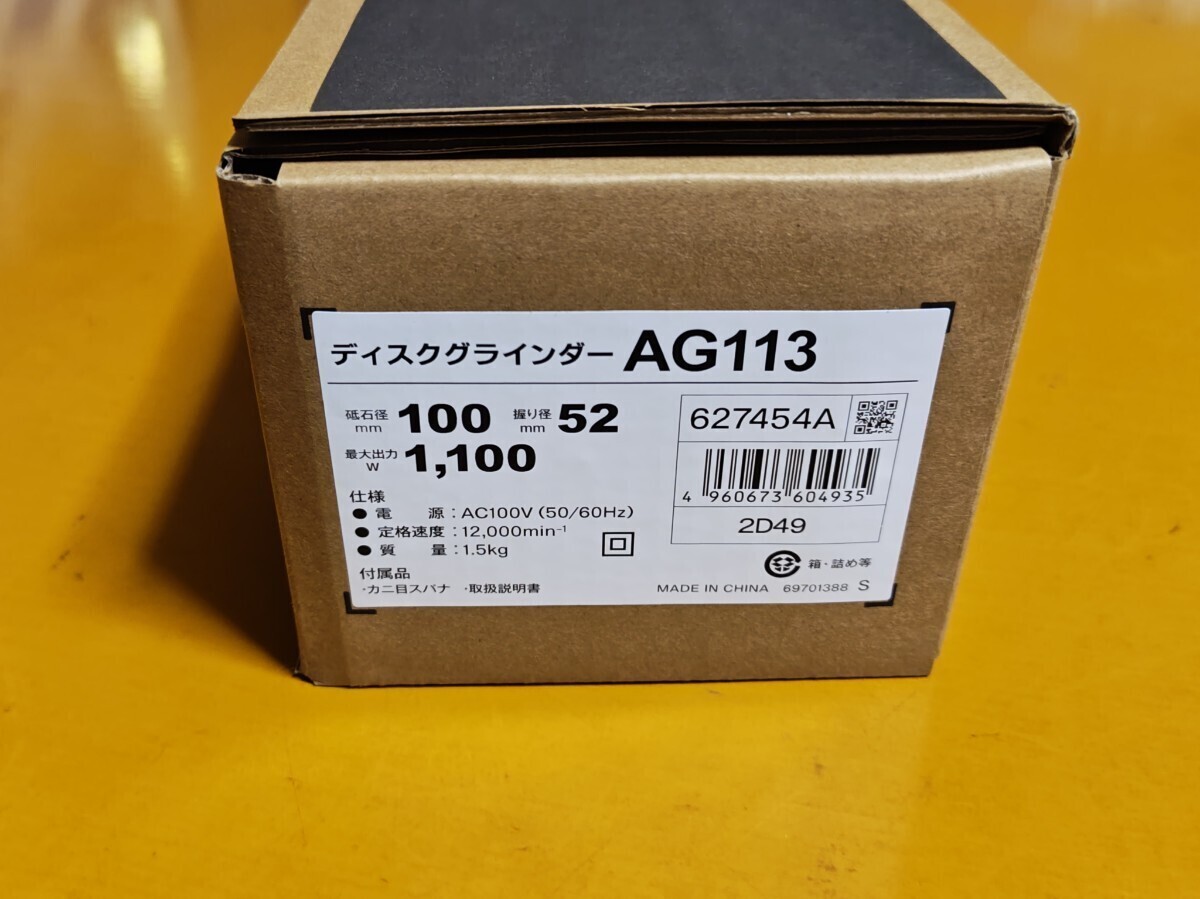 ディスクグラインダー AG113
砥石径 mm 100 握り径 mm 52
最大出力 W 1,100
627454A
4 960673 604935
2D49
仕様
●電　源：AC100V（50/60Hz）
●定格速度：12,000min⁻¹
●質　量：1.5kg
付属品
・カニ目スパナ ・取扱説明書
箱・詰め等
MADE IN CHINA 69701388 S